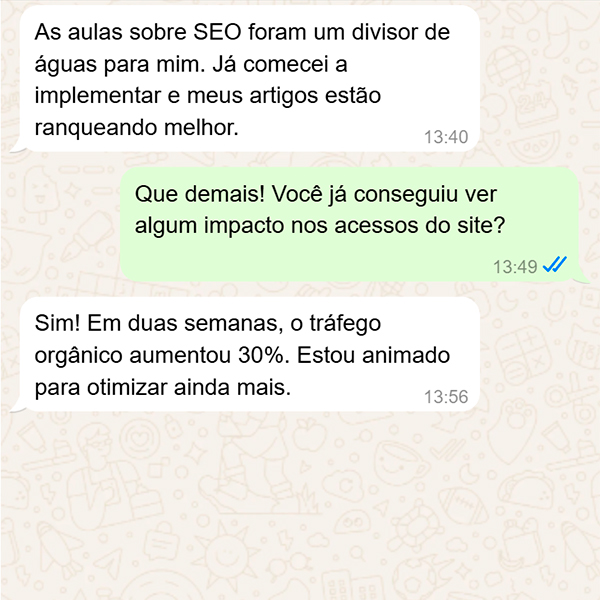 As aulas sobre SEO foram um divisor de
águas para mim. Já comecei a
implementar e meus artigos estão
ranqueando melhor.
13:40
Que demais! Você já conseguiu ver
algum impacto nos acessos do site?
13:49
Sim! Em duas semanas, o tráfego
orgânico aumentou 30%. Estou animado
para otimizar ainda mais.
13:56